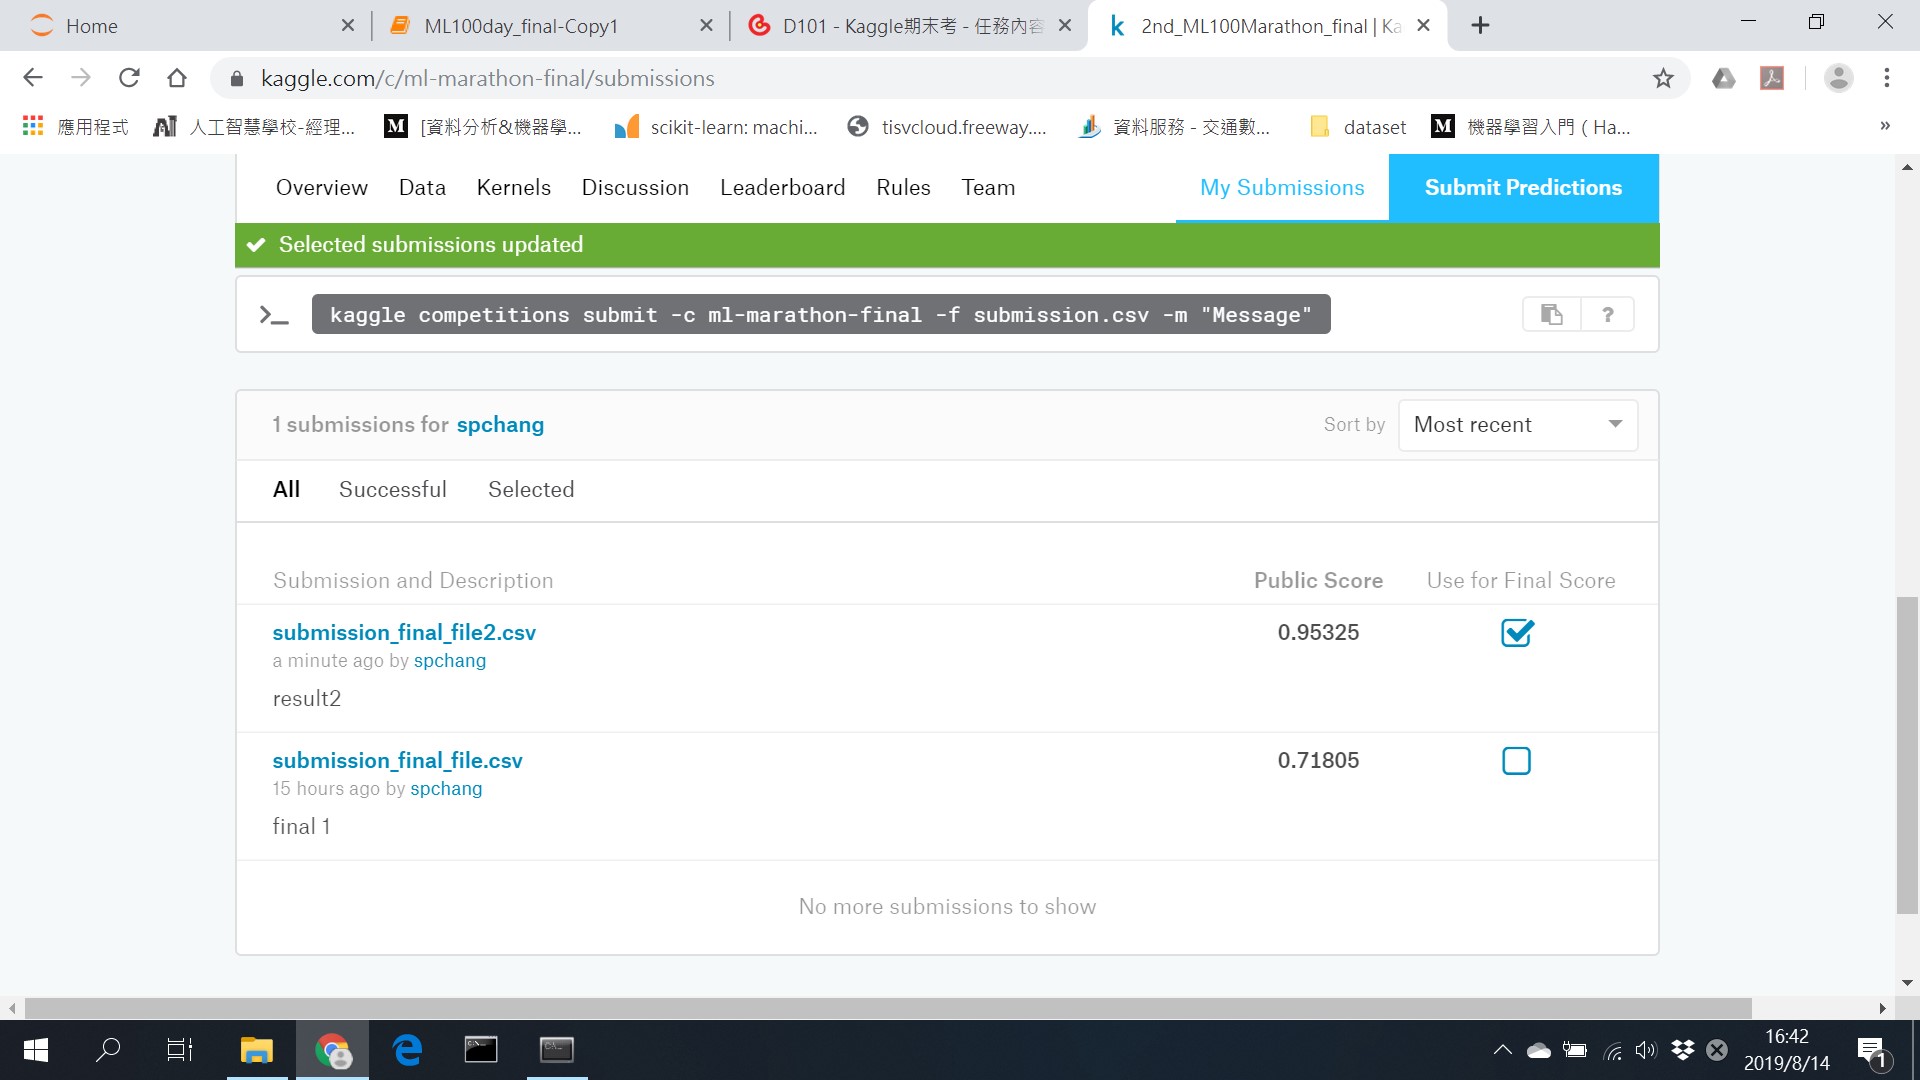 Home
ML100day_final-Copy1
D101 - Kaggle期末考 - 任務內容
2nd_ML100Marathon_final | Ka
kaggle.com/c/ml-marathon-final/submissions
應用程式
人工智慧學校-經理...
[資料分析&機器學...
scikit-learn: machi...
tisvcloud.freeway....
資料服務 - 交通數...
dataset
機器學習入門 ( Ha...
»
Overview
Data
Kernels
Discussion
Leaderboard
Rules
Team
My Submissions
Submit Predictions
Selected submissions updated
kaggle competitions submit -c ml-marathon-final -f submission.csv -m "Message"
?
1 submissions for spchang
Sort by
Most recent
All
Successful
Selected
Submission and Description
Public Score
Use for Final Score
submission_final_file2.csv
0.95325
a minute ago by spchang
result2
submission_final_file.csv
0.71805
15 hours ago by spchang
final 1
No more submissions to show
16:42
2019/8/14
1